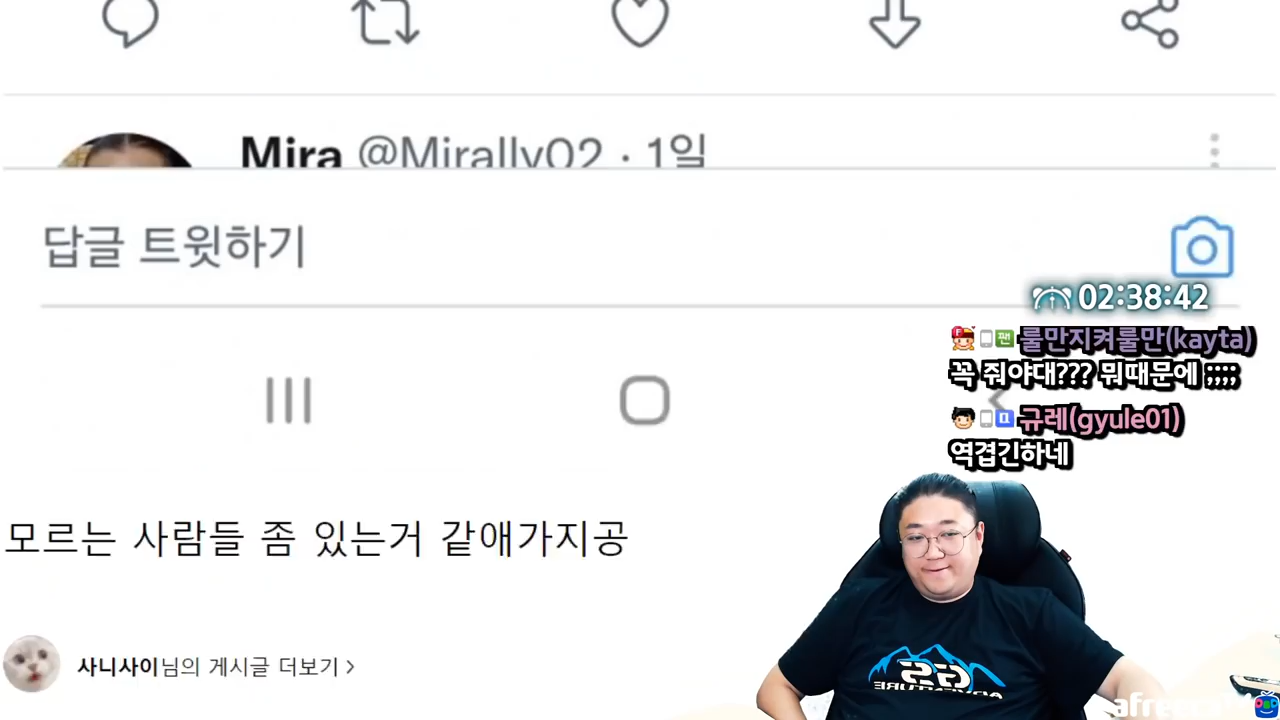 Mira @Mirally02 · 1일
답글 트윗하기
02:38:42
룰만지켜룰만(kayta)
꼭 줘야대??? 뭐때문에 ;;;;
규레(gyule01)
역겹긴하네
모르는 사람들 좀 있는거 같애가지공
사니사이님의 게시글 더보기
GS
ADVENTURE